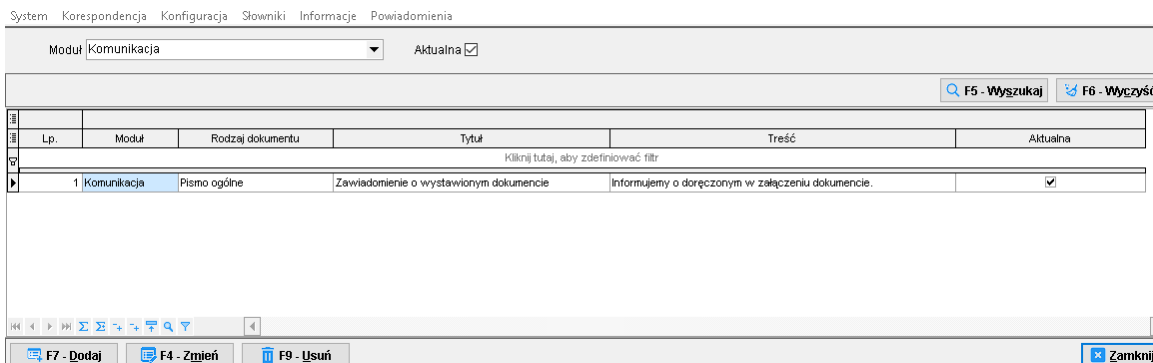 System Korespondencja Konfiguracja Słowniki Informacje Powiadomienia
Moduł Komunikacja Aktualna
F5 - Wyszukaj F6 - Wyczyść
Lp. Moduł Rodzaj dokumentu Tytuł Treść Aktualna
Kliknij tutaj, aby zdefiniować filtr
1 Komunikacja Pismo ogólne Zawiadomienie o wystawionym dokumencie Informujemy o doręczonym w załączeniu dokumencie.
F7 - Dodaj F4 - Zmień F9 - Usuń Zamknij